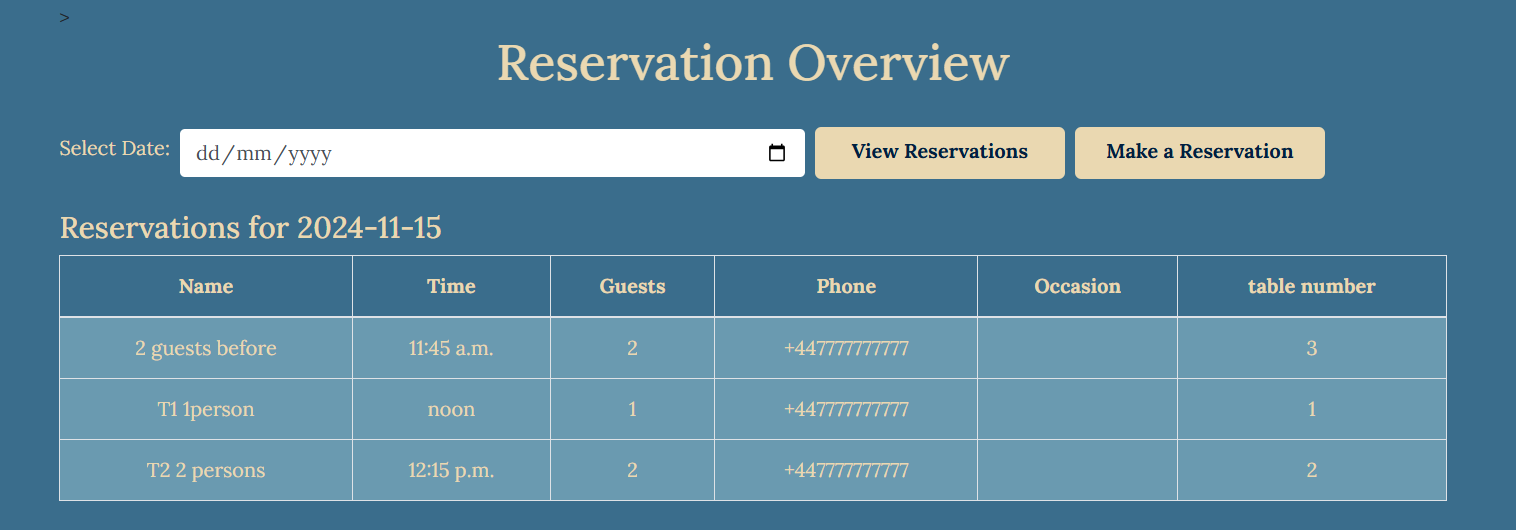 >
Reservation Overview
Select Date: dd/mm/yyyy View Reservations Make a Reservation
Reservations for 2024-11-15
Name Time Guests Phone Occasion table number
2 guests before 11:45 a.m. 2 +447777777777 3
T1 1person noon 1 +447777777777 1
T2 2 persons 12:15 p.m. 2 +447777777777 2